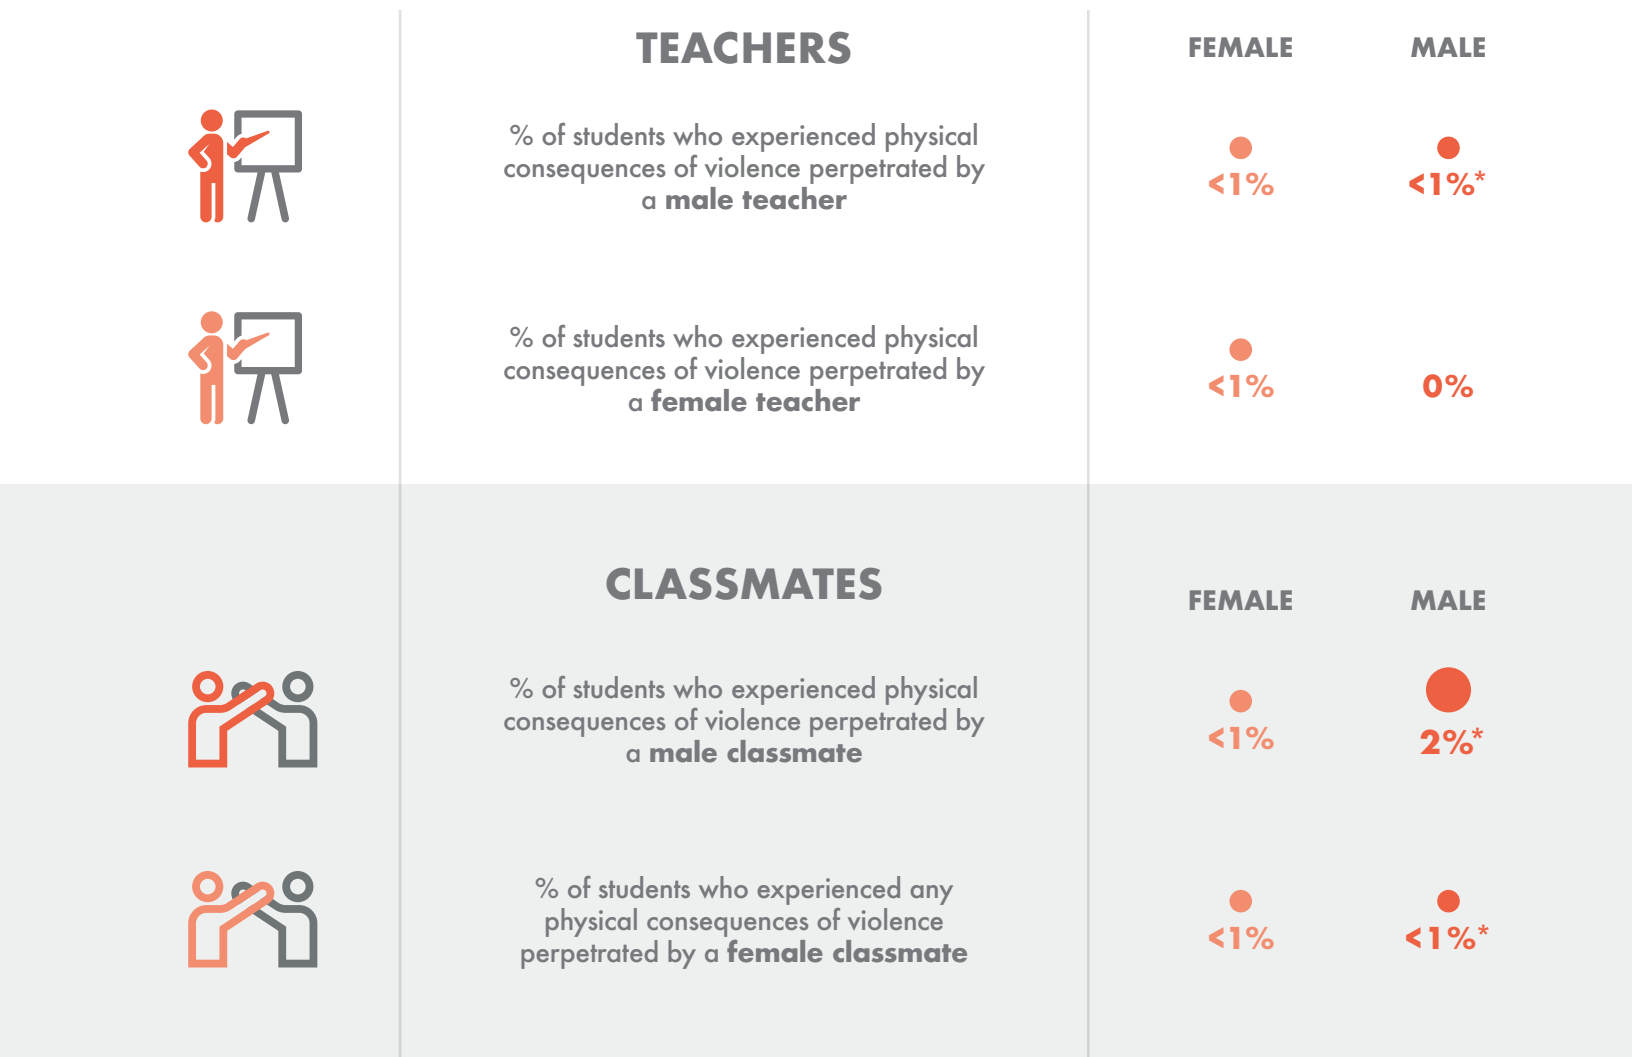 TEACHERS
FEMALE MALE
% of students who experienced physical
consequences of violence perpetrated by
a male teacher
<1% <1%*
% of students who experienced physical
consequences of violence perpetrated by
a female teacher
<1% 0%
CLASSMATES
FEMALE MALE
% of students who experienced physical
consequences of violence perpetrated by
a male classmate
<1% 2%*
% of students who experienced any
physical consequences of violence
perpetrated by a female classmate
<1% <1%*